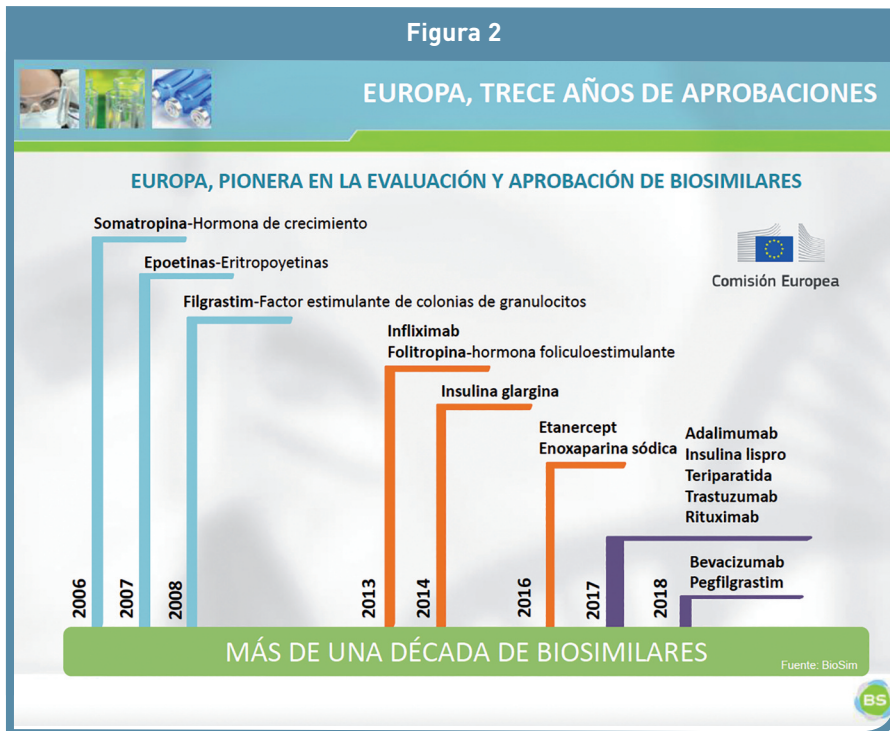 Figura 2
EUROPA, TRECE AÑOS DE APROBACIONES
EUROPA, PIONERA EN LA EVALUACIÓN Y APROBACIÓN DE BIOSIMILARES
Somatropina-Hormona de crecimiento
Epoetinas-Eritropoyetinas
Filgrastim-Factor estimulante de colonias de granulocitos
Comisión Europea
Infliximab
Folitropina-hormona foliculoestimulante
Insulina glargina
Etanercept
Enoxaparina sódica
Adalimumab
Insulina lispro
Teriparatida
Trastuzumab
Rituximab
Bevacizumab
Pegfilgrastim
2006
2007
2008
2013
2014
2016
2017
2018
MÁS DE UNA DÉCADA DE BIOSIMILARES
Fuente: BioSim
BS